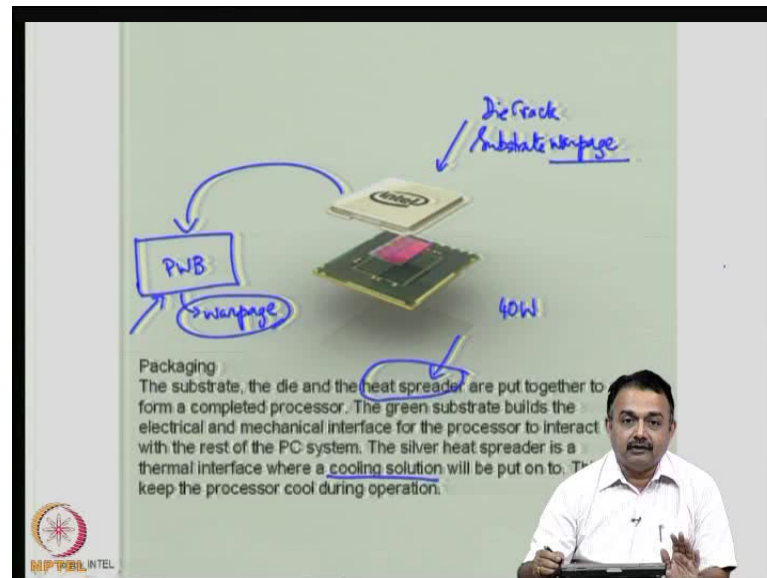 Die Crack
Substrate warpage
intel
PWB
warpage
40W
Packaging
The substrate, the die and the heat spreader are put together to
form a completed processor. The green substrate builds the
electrical and mechanical interface for the processor to interact
with the rest of the PC system. The silver heat spreader is a
thermal interface where a cooling solution will be put on to. Th
keep the processor cool during operation.
NPTEL INTEL